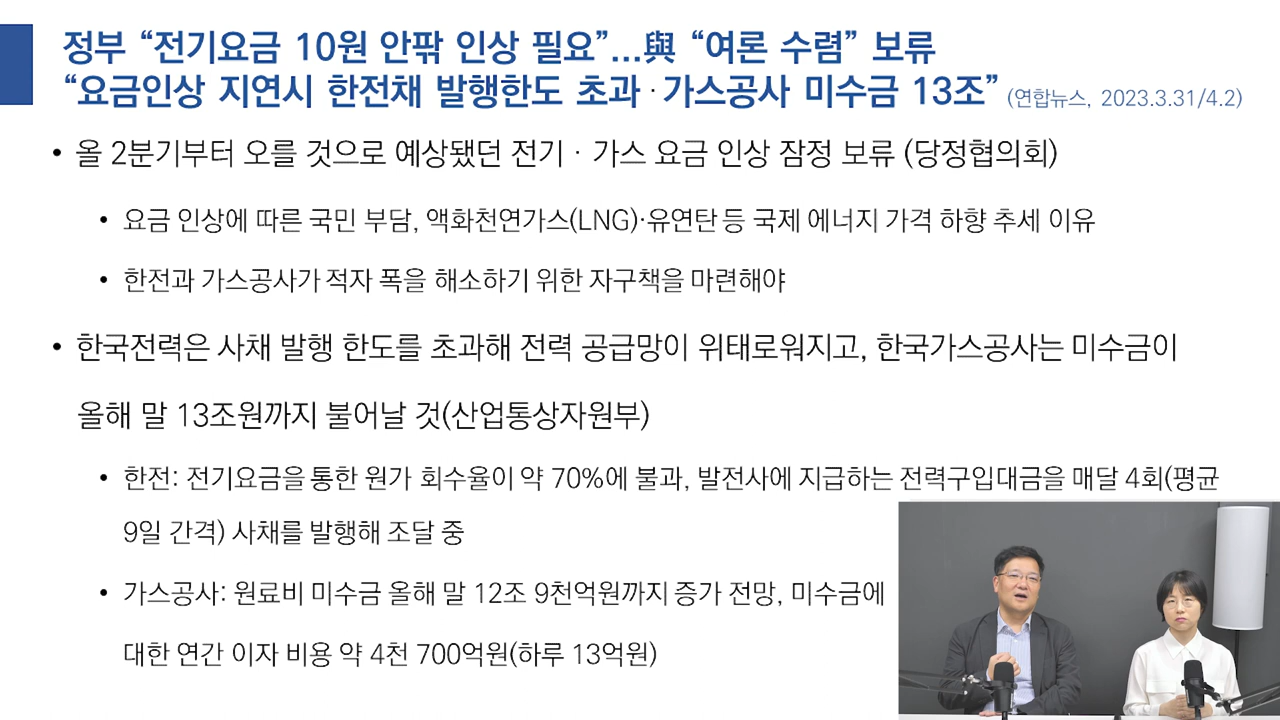 정부 “전기요금 10원 안팎 인상 필요”...與 “여론 수렴” 보류
“요금인상 지연시 한전채 발행한도 초과·가스공사 미수금 13조” (연합뉴스, 2023.3.31/4.2)
• 올 2분기부터 오를 것으로 예상됐던 전기·가스 요금 인상 잠정 보류 (당정협의회)
• 요금 인상에 따른 국민 부담, 액화천연가스(LNG)·유연탄 등 국제 에너지 가격 하향 추세 이유
• 한전과 가스공사가 적자 폭을 해소하기 위한 자구책을 마련해야
• 한국전력은 사채 발행 한도를 초과해 전력 공급망이 위태로워지고, 한국가스공사는 미수금이
올해 말 13조원까지 불어날 것(산업통상자원부)
• 한전: 전기요금을 통한 원가 회수율이 약 70%에 불과, 발전사에 지급하는 전력구입대금을 매달 4회(평균
9일 간격) 사채를 발행해 조달 중
• 가스공사: 원료비 미수금 올해 말 12조 9천억원까지 증가 전망, 미수금에
대한 연간 이자 비용 약 4천 700억원(하루 13억원)